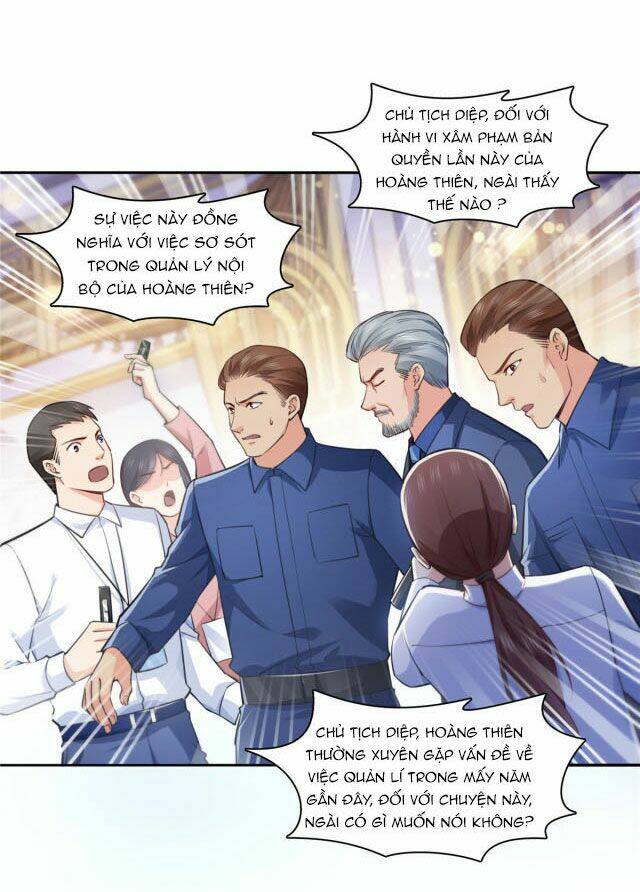 CHỦ TỊCH DIỆP, ĐỐI VỚI
HÀNH VI XÂM PHẠM BẢN
QUYỀN LẦN NÀY CỦA
HOÀNG THIÊN, NGÀI THẤY
THẾ NÀO ?
SỰ VIỆC NÀY ĐỒNG
NGHĨA VỚI VIỆC SƠ SÓT
TRONG QUẢN LÝ NỘI
BỘ CỦA HOÀNG THIÊN?
CHỦ TỊCH DIỆP, HOÀNG THIÊN
THƯỜNG XUYÊN GẶP VẤN ĐỀ VỀ
VIỆC QUẢN LÍ TRONG MẤY NĂM
GẦN ĐÂY, ĐỐI VỚI CHUYỆN NÀY,
NGÀI CÓ GÌ MUỐN NÓI KHÔNG?